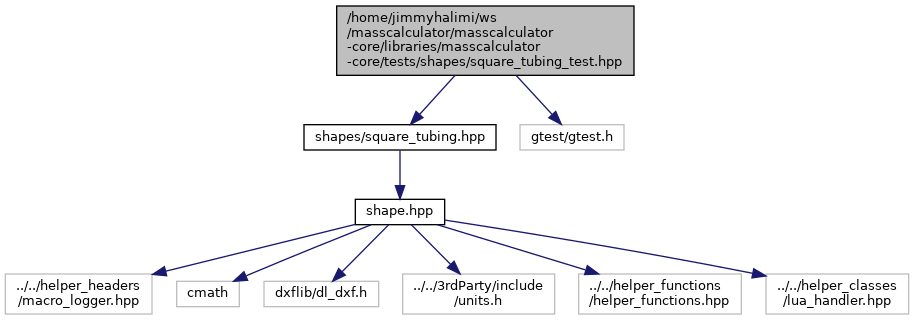 /home/jimmyhalimi/ws
/masscalculator/masscalculator
-core/libraries/masscalculator
-core/tests/shapes/square_tubing_test.hpp
shapes/square_tubing.hpp
gtest/gtest.h
shape.hpp
../../helper_headers
/macro_logger.hpp
cmath
dxflib/dl_dxf.h
../../3rdParty/include
/units.h
../../helper_functions
/helper_functions.hpp
../../helper_classes
/lua_handler.hpp